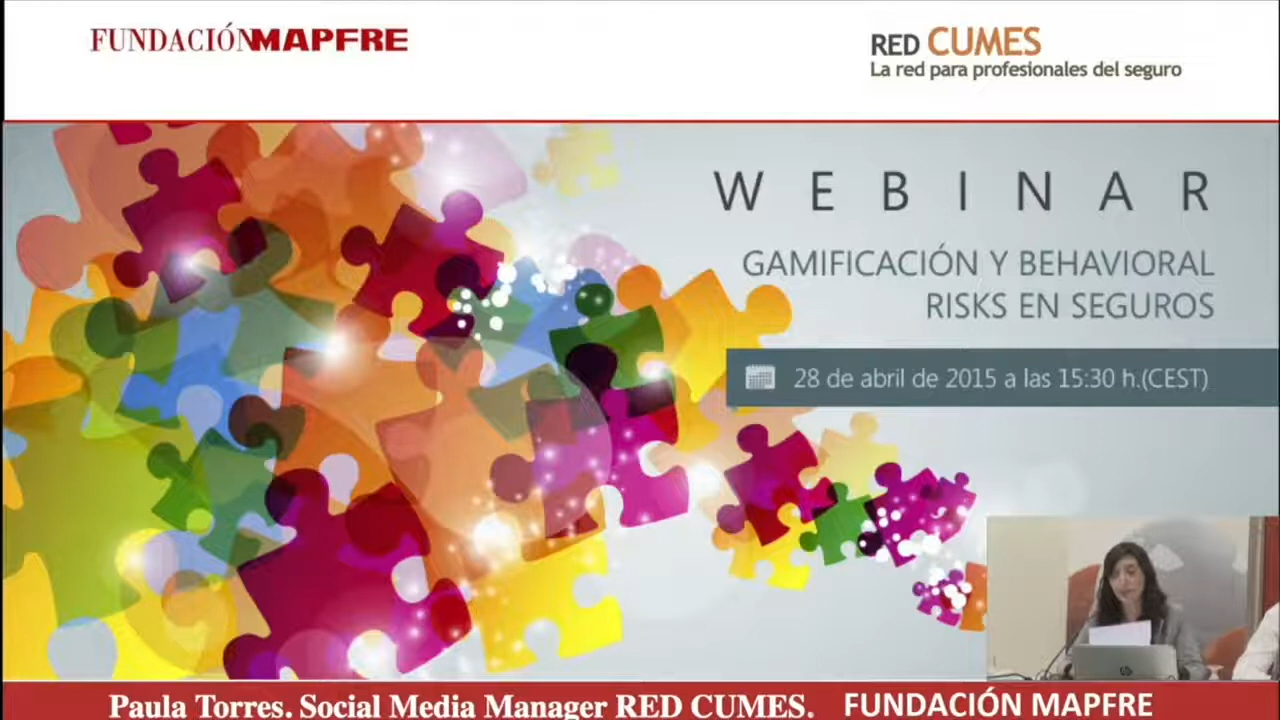 FUNDACIÓNMAPFRE
RED CUMES
La red para profesionales del seguro
WEBINAR
GAMIFICACIÓN Y BEHAVIORAL
RISKS EN SEGUROS
28 de abril de 2015 a las 15:30 h.(CEST)
hp
Paula Torres. Social Media Manager RED CUMES. FUNDACIÓN MAPFRE